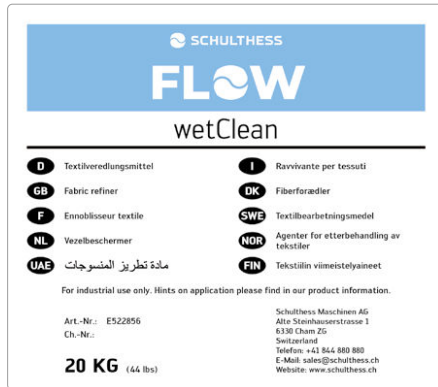 SCHULTHESS
FLOW
wetClean
D Textilveredlungsmittel
I Ravvivante per tessuti
GB Fabric refiner
DK Fiberforædler
F Ennoblisseur textile
SWE Textilbearbetningsmedel
NL Vezelbeschermer
NOR Agenter for etterbehandling av
tekstiler
UAE مادة تطريز المنسوجات
FIN Tekstiilin viimeistelyaineet
For industrial use only. Hints on application please find in our product information.
Art.-Nr.: E522856
Ch.-Nr.:
20 KG (44 lbs)
Schulthess Maschinen AG
Alte Steinhauserstrasse 1
6330 Cham ZG
Switzerland
Telefon: +41 844 880 880
E-Mail: sales@schulthess.ch
Website: www.schulthess.ch